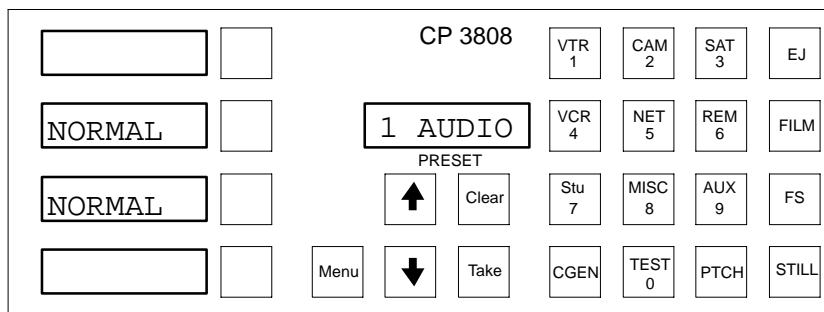 CP 3808
VTR
1
CAM
2
SAT
3
EJ
NORMAL
1 AUDIO
PRESET
VCR
4
NET
5
REM
6
FILM
NORMAL
Clear
Stu
7
MISC
8
AUX
9
FS
Menu
Take
CGEN
TEST
0
PTCH
STILL